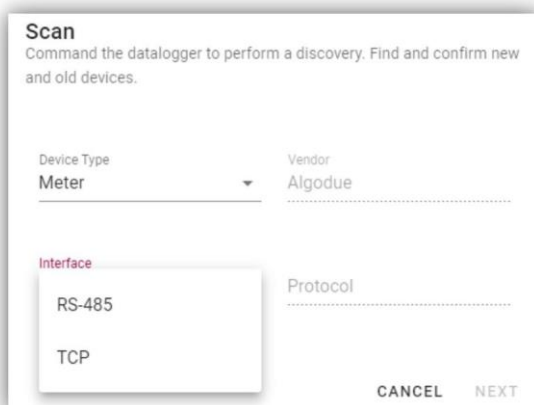 Scan
Command the datalogger to perform a discovery. Find and confirm new
and old devices.
Device Type
Meter
Vendor
Algodue
Interface
RS-485
TCP
Protocol
CANCEL NEXT